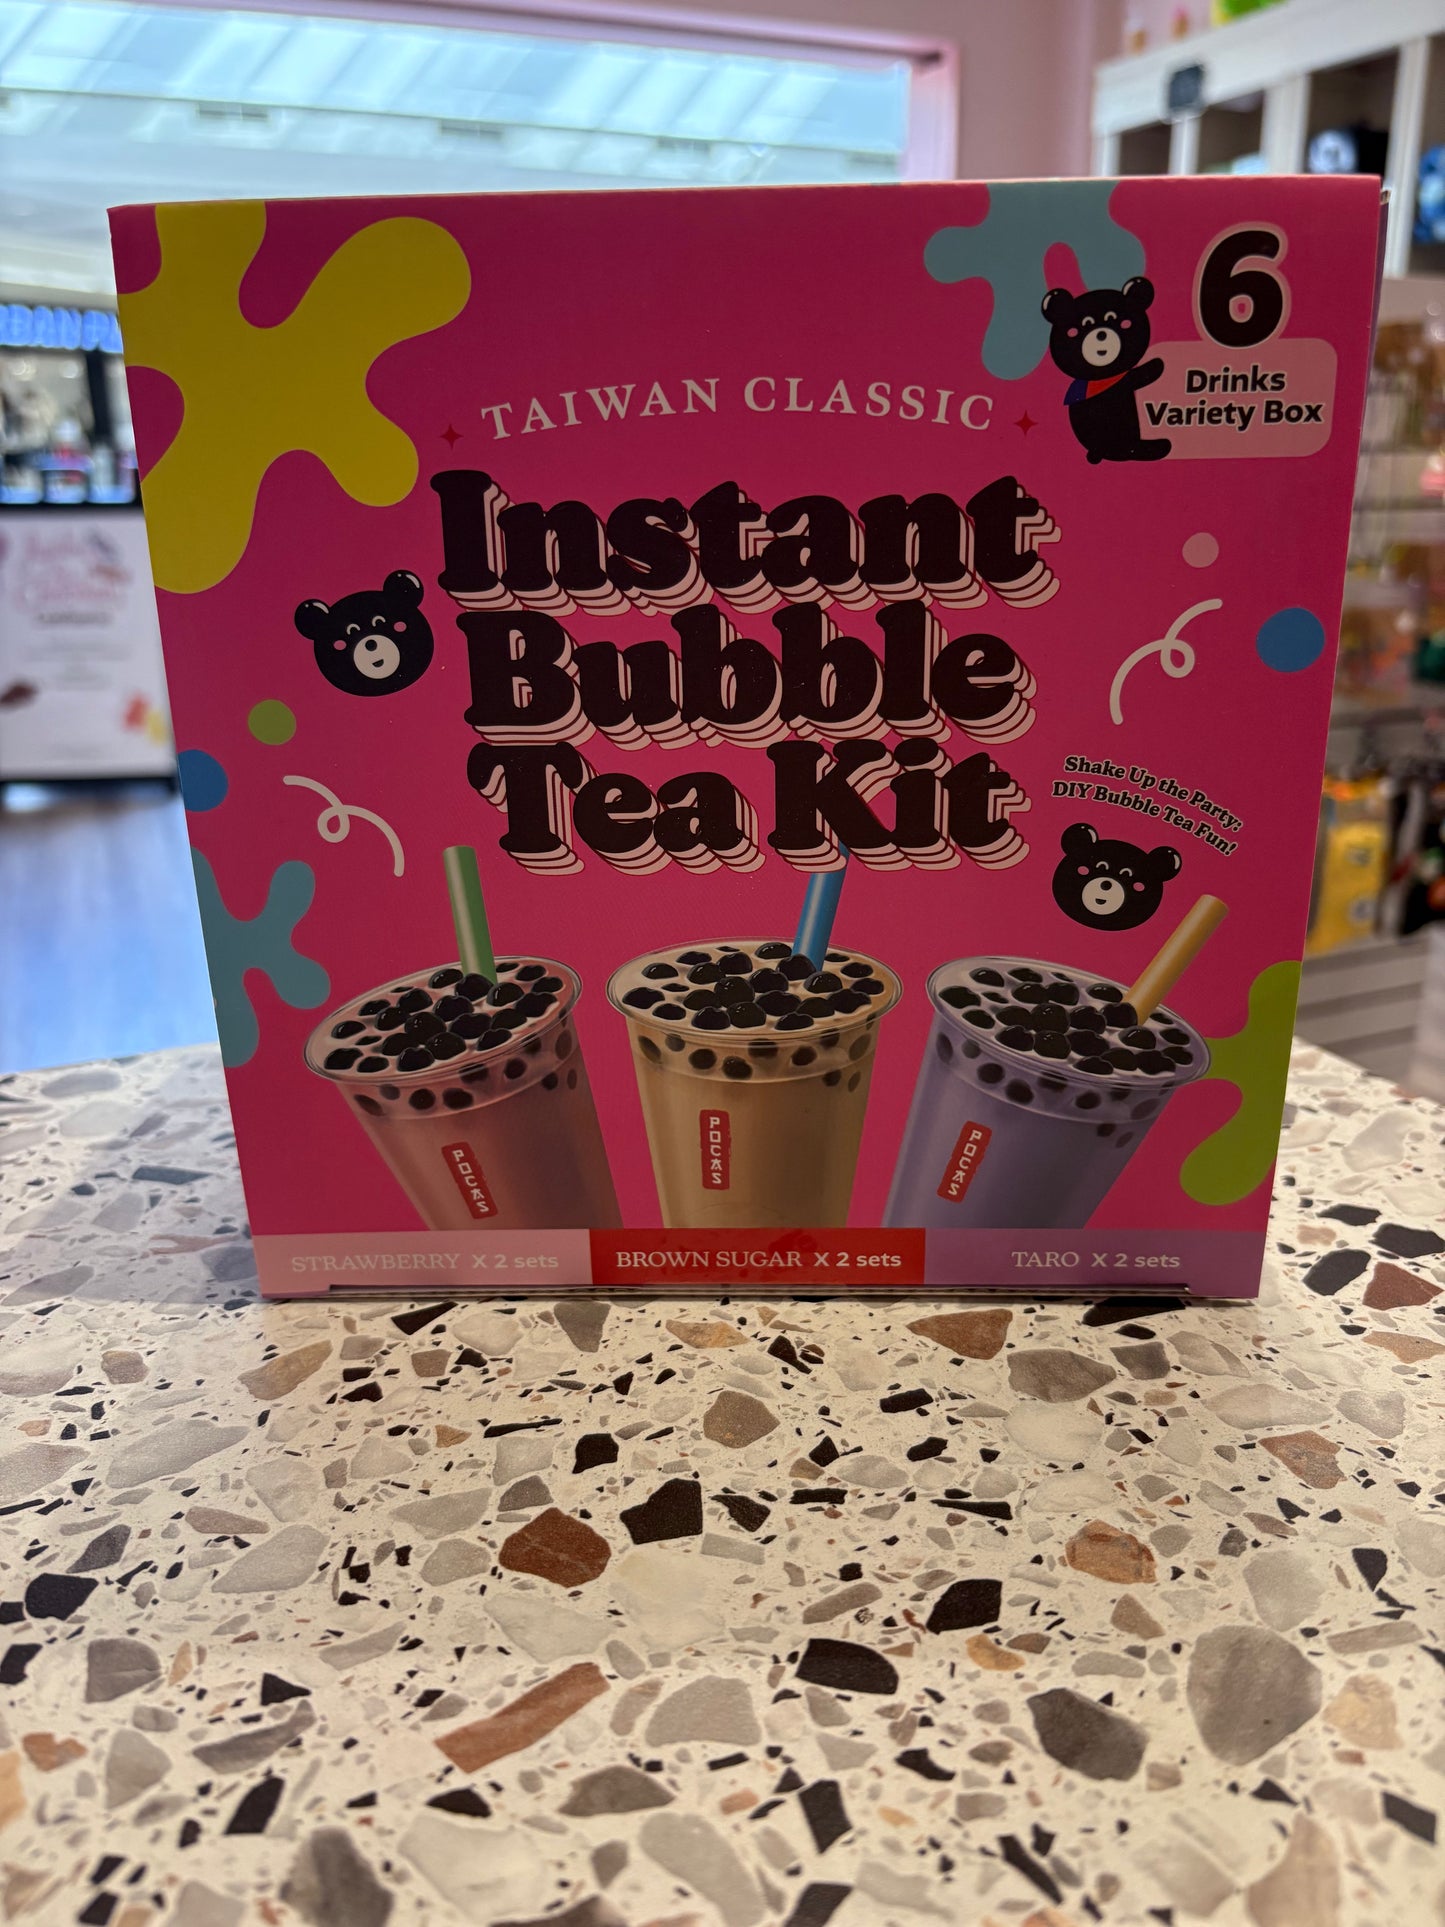 6
Drinks
Variety Box
TAIWAN CLASSIC
Instant
Bubble
Tea Kit
Shake Up the Party:
DIY Bubble Tea Fun!
POCAS
POCAS
POCAS
STRAWBERRY X 2 sets
BROWN SUGAR X 2 sets
TARO X 2 sets